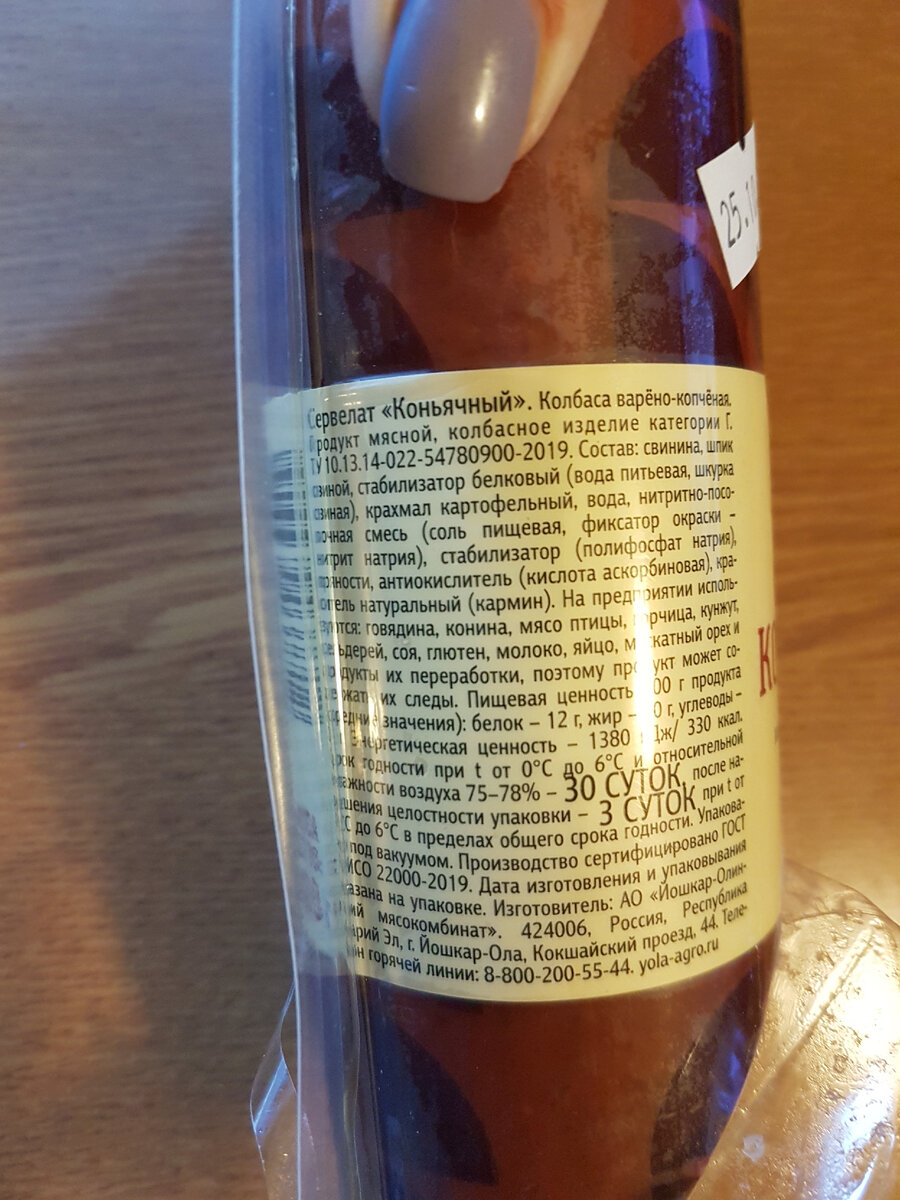 25.1
Сервелат «Коньячный». Колбаса варёно-копчёная.
Продукт мясной, колбасное изделие категории Г.
ТУ 10.13.14-022-54780900-2019. Состав: свинина, шпик
свиной, стабилизатор белковый (вода питьевая, шкурка
свиная), крахмал картофельный, вода, нитритно-посо-
лочная смесь (соль пищевая, фиксатор окраски –
нитрит натрия), стабилизатор (полифосфат натрия),
пряности, антиокислитель (кислота аскорбиновая), кра-
ситель натуральный (кармин). На предприятии исполь-
зуются: говядина, конина, мясо птицы, горчица, кунжут,
сельдерей, соя, глютен, молоко, яйцо, мускатный орех и
продукты их переработки, поэтому продукт может со-
держать их следы. Пищевая ценность 100 г продукта
(средние значения): белок – 12 г, жир – 0 г, углеводы –
Энергетическая ценность – 1380 кДж/ 330 ккал.
Срок годности при t от 0°С до 6°С и относительной
влажности воздуха 75–78% – 30 СУТОК, после на-
рушения целостности упаковки – 3 СУТОК при t от
°С до 6°С в пределах общего срока годности. Упакова-
под вакуумом. Производство сертифицировано ГОСТ
ИСО 22000-2019. Дата изготовления и упаковывания
указана на упаковке. Изготовитель: АО «Йошкар-Олин-
ский мясокомбинат». 424006, Россия, Республика
Марий Эл, г. Йошкар-Ола, Кокшайский проезд, 44. Теле-
фон горячей линии: 8-800-200-55-44. yola-agro.ru